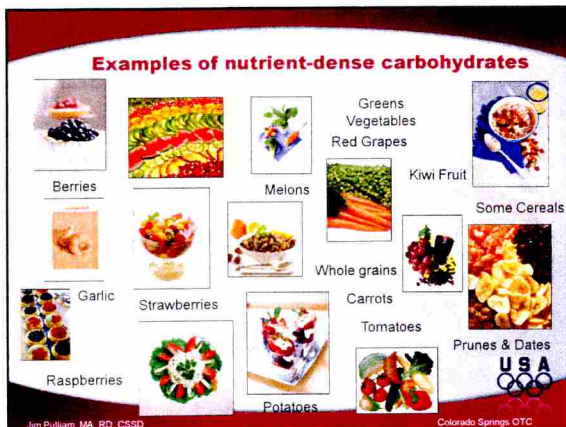 Examples of nutrient-dense carbohydrates
Greens
Vegetables
Red Grapes
Kiwi Fruit
Berries
Melons
Some Cereals
Garlic
Strawberries
Whole grains
Carrots
Tomatoes
Prunes & Dates
Raspberries
Potatoes
USA
Jim Pulliam, MA, RD, CSSD
Colorado Springs OTC